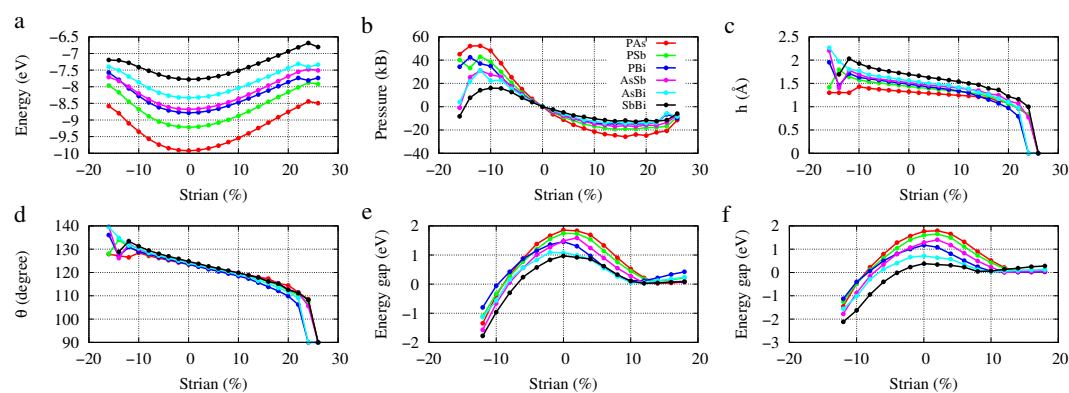 a
Energy (eV)
−6.5
−7
−7.5
−8
−8.5
−9
−9.5
−10
−20 −10 0 10 20 30
Strian (%)
b
Pressure (kB)
60
40
20
0
−20
−40
−20 −10 0 10 20 30
Strian (%)
PAs
PSb
PBi
AsSb
AsBi
SbBi
c
h (Å)
2.5
2
1.5
1
0.5
0
−20 −10 0 10 20 30
Strian (%)
d
θ (degree)
140
130
120
110
100
90
−20 −10 0 10 20 30
Strian (%)
e
Energy gap (eV)
2
1
0
−1
−2
−20 −10 0 10 20
Strian (%)
f
Energy gap (eV)
2
1
0
−1
−2
−20 −10 0 10 20
Strian (%)